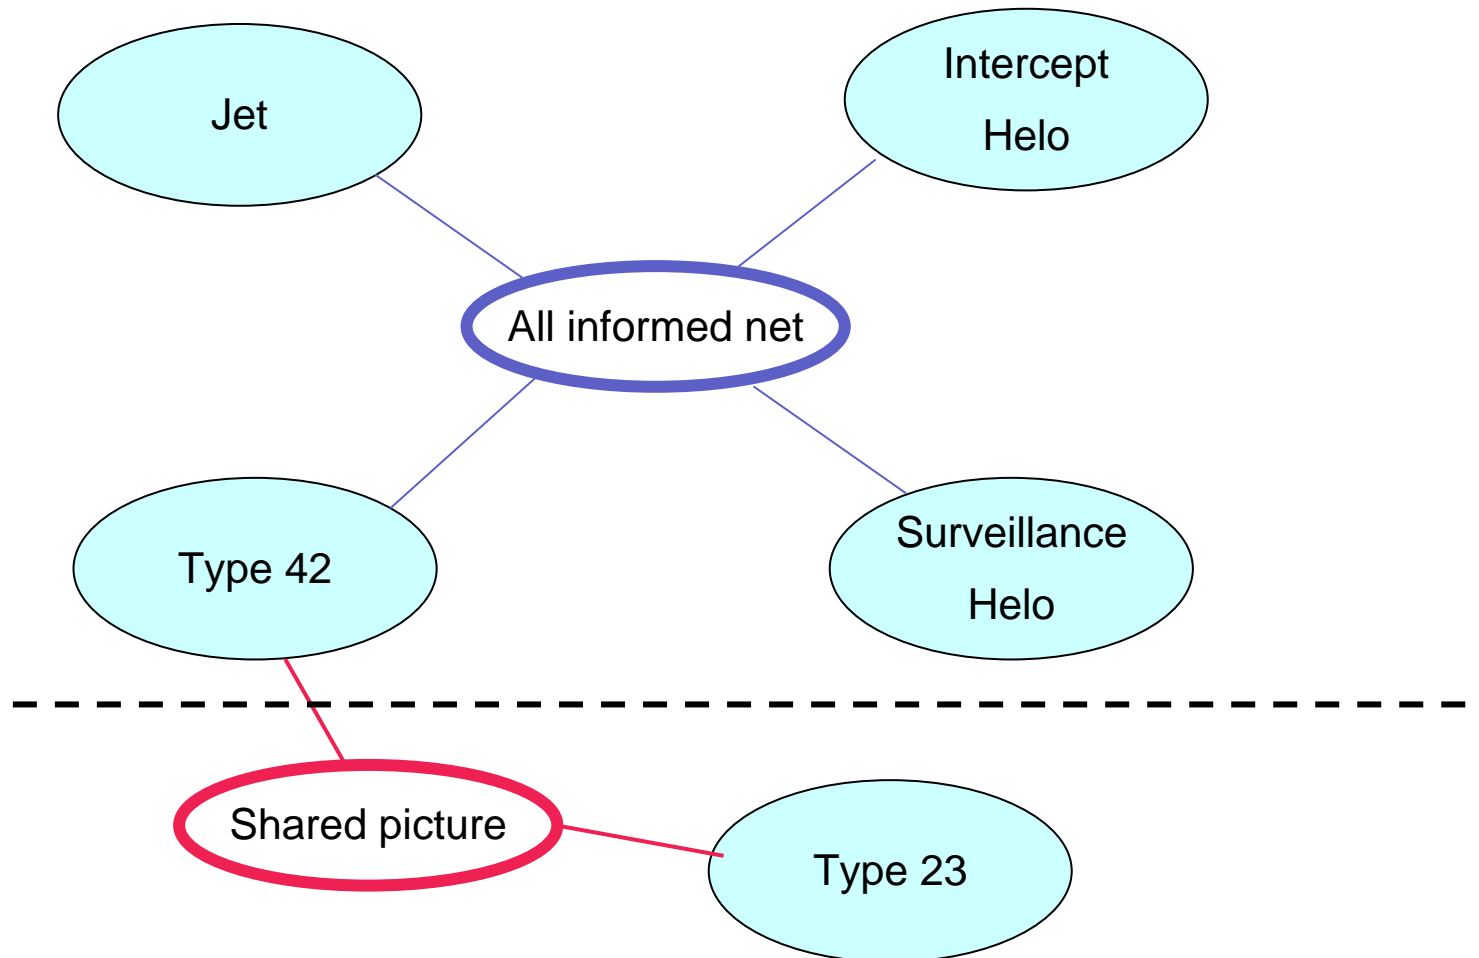 Jet
Intercept
Helo
All informed net
Type 42
Surveillance
Helo
Shared picture
Type 23